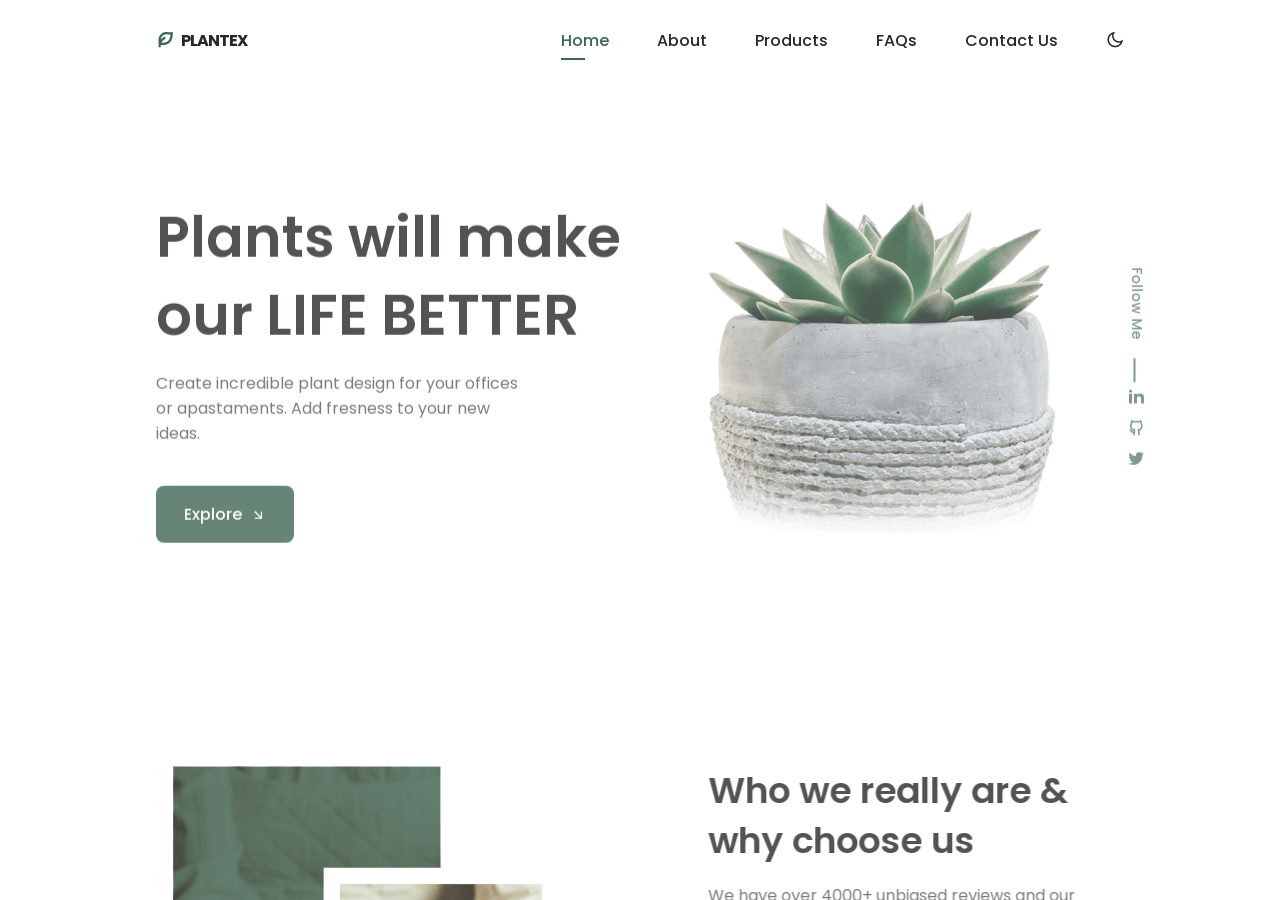 PLANTEX
Home
About
Products
FAQs
Contact Us
Plants will make
our LIFE BETTER
Create incredible plant design for your offices
or apastaments. Add fresness to your new
ideas.
Explore
Follow Me
Who we really are &
why choose us
We have over 4000+ unbiased reviews and our